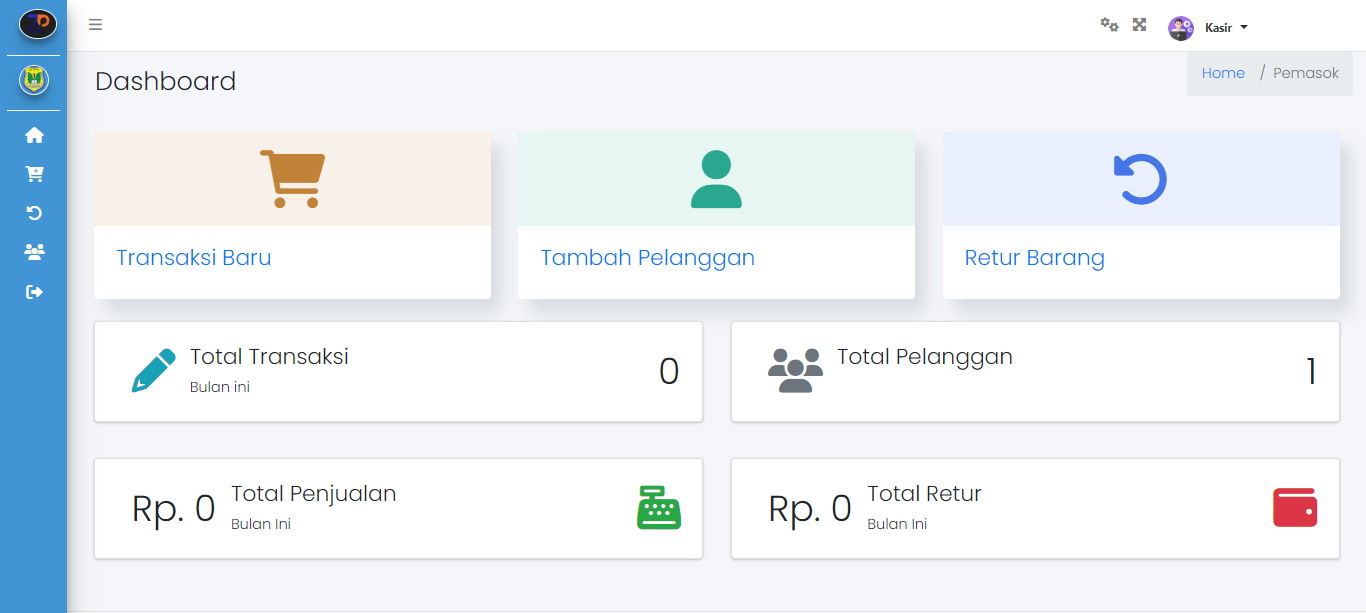 Kasir
Dashboard
Home / Pemasok
Transaksi Baru
Tambah Pelanggan
Retur Barang
Total Transaksi
Bulan ini
0
Total Pelanggan
1
Rp. 0
Total Penjualan
Bulan Ini
Rp. 0
Total Retur
Bulan Ini